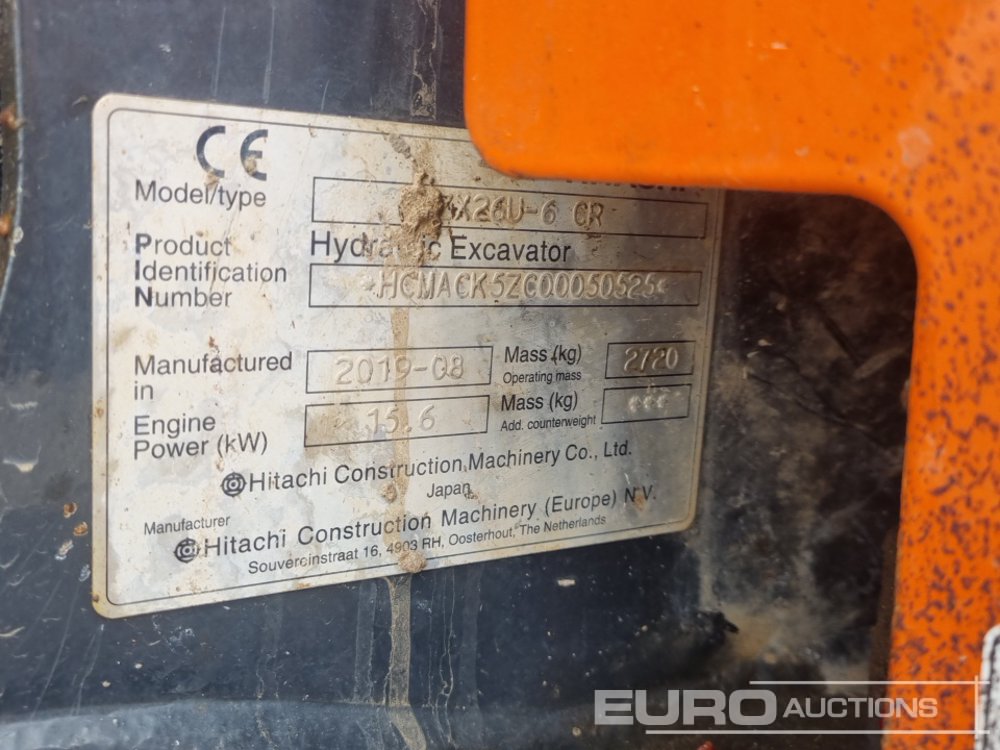 CE
Model/type X26U-6 CR
Product Hydraulic Excavator
Identification *HCMACK5ZC00050525*
Number
Manufactured in 2019-08 Mass (kg) Operating mass 2720
Engine Power (kW) 15.6 Mass (kg) Add. counterweight ***
Hitachi Construction Machinery Co., Ltd.
Japan
Manufacturer
Hitachi Construction Machinery (Europe) N.V.
Souvereinstraat 16, 4903 RH, Oosterhout, The Netherlands
EURO AUCTIONS